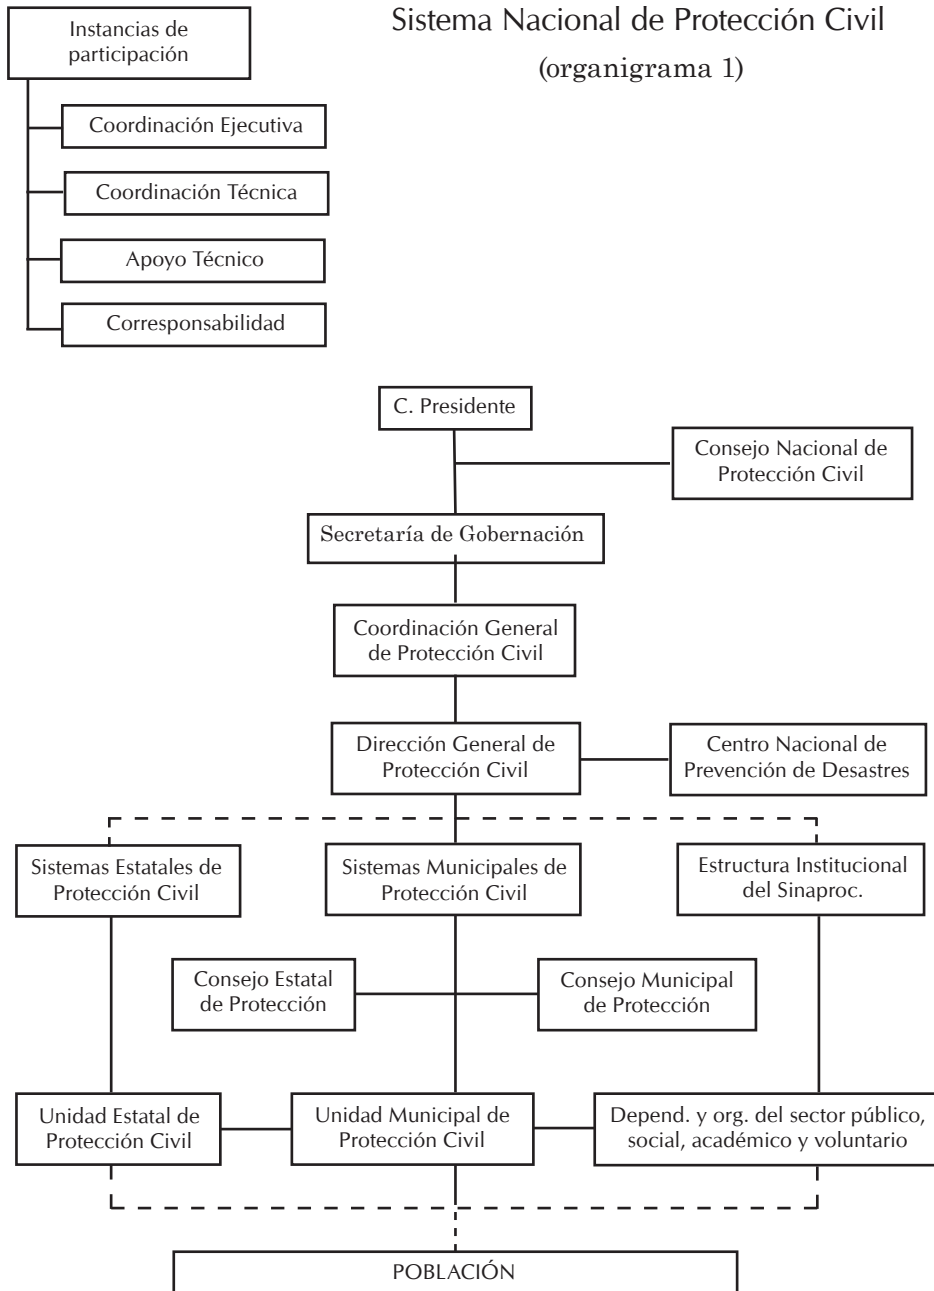 Sistema Nacional de Protección Civil
(organigrama 1)
Instancias de
participación
Coordinación Ejecutiva
Coordinación Técnica
Apoyo Técnico
Corresponsabilidad
C. Presidente
Consejo Nacional de
Protección Civil
Secretaría de Gobernación
Coordinación General
de Protección Civil
Dirección General de
Protección Civil
Centro Nacional de
Prevención de Desastres
Sistemas Estatales de
Protección Civil
Sistemas Municipales de
Protección Civil
Estructura Institucional
del Sinaproc.
Consejo Estatal
de Protección
Consejo Municipal
de Protección
Unidad Estatal de
Protección Civil
Unidad Municipal de
Protección Civil
Depend. y org. del sector público,
social, académico y voluntario
POBLACIÓN